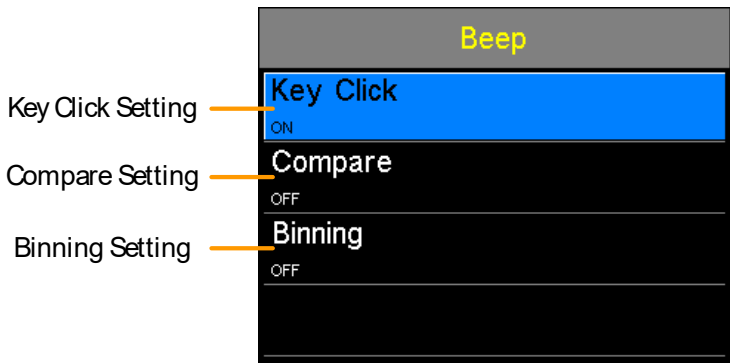 Beep
Key Click Setting
Key Click
ON
Compare Setting
Compare
OFF
Binning Setting
Binning
OFF